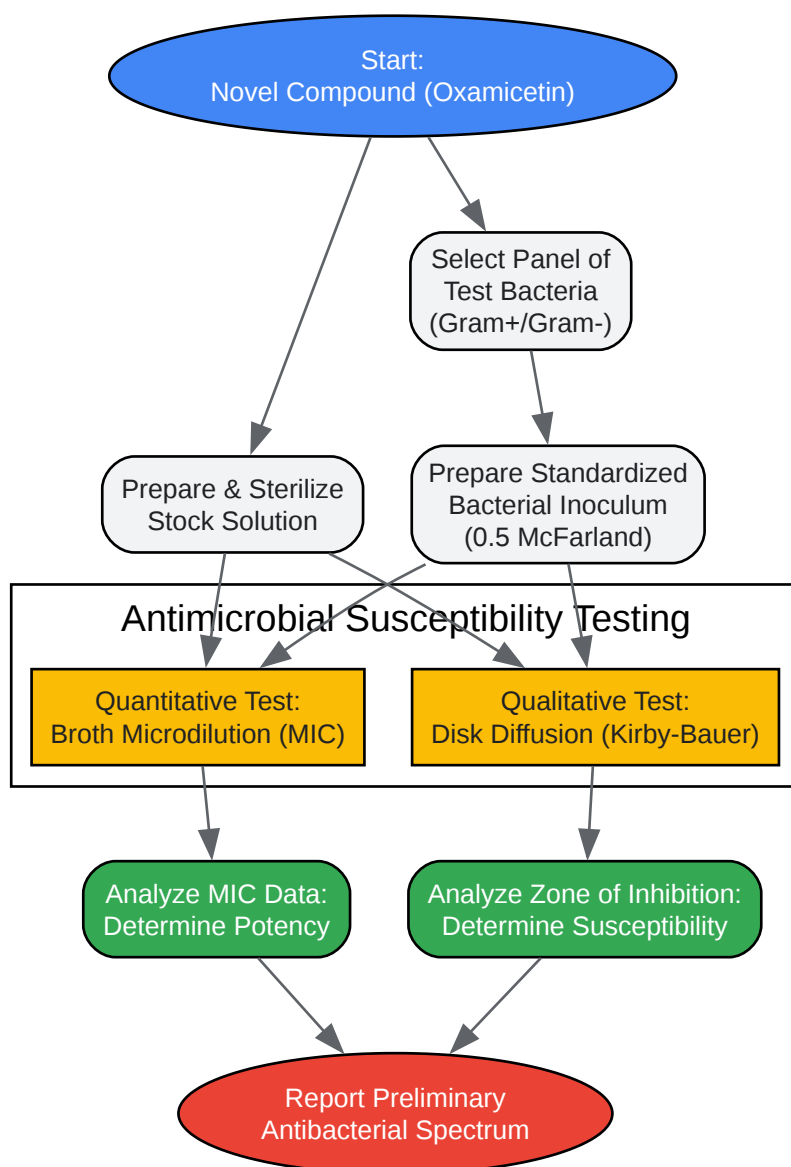 Start:
Novel Compound (Oxamicetin)
Select Panel of
Test Bacteria
(Gram+/Gram-)
Prepare & Sterilize
Stock Solution
Prepare Standardized
Bacterial Inoculum
(0.5 McFarland)
Antimicrobial Susceptibility Testing
Quantitative Test:
Broth Microdilution (MIC)
Qualitative Test:
Disk Diffusion (Kirby-Bauer)
Analyze MIC Data:
Determine Potency
Analyze Zone of Inhibition:
Determine Susceptibility
Report Preliminary
Antibacterial Spectrum